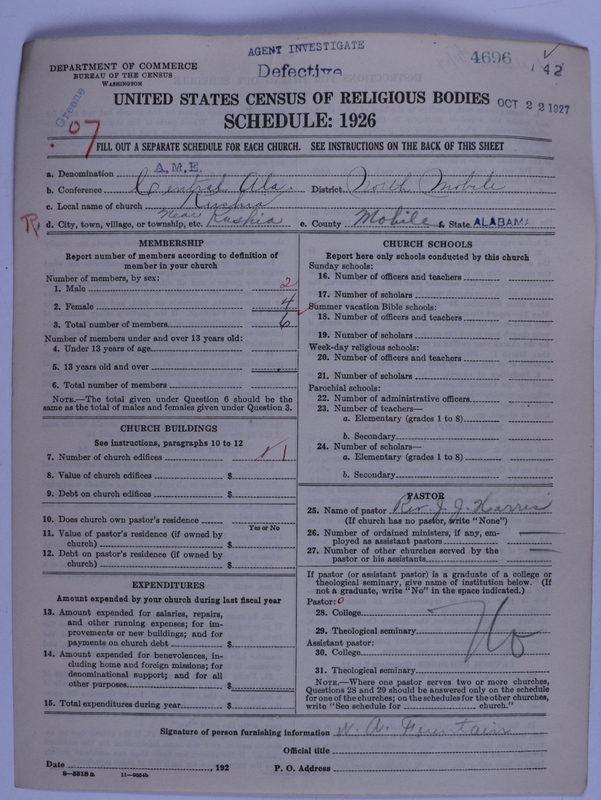 AGENT INVESTIGATE
4696
142
Defective
DEPARTMENT OF COMMERCE
BUREAU OF THE CENSUS
WASHINGTON
Greene
07
UNITED STATES CENSUS OF RELIGIOUS BODIES
OCT 22 1927
SCHEDULE: 1926
FILL OUT A SEPARATE SCHEDULE FOR EACH CHURCH. SEE INSTRUCTIONS ON THE BACK OF THIS SHEET
a. Denomination A.M.E.
b. Conference Central Ala. District North Mobile
c. Local name of church
R d. City, town, village, or township, etc. Near Kushia e. County Mobile f. State ALABAMA
MEMBERSHIP
Report number of members according to definition of
member in your church
Number of members, by sex:
1. Male 2
2. Female 4
3. Total number of members 6
Number of members under and over 13 years old:
4. Under 13 years of age
5. 13 years old and over
6. Total number of members
NOTE.—The total given under Question 6 should be the
same as the total of males and females given under Question 3.
CHURCH BUILDINGS
See instructions, paragraphs 10 to 12
7. Number of church edifices 1
8. Value of church edifices $
9. Debt on church edifices $
10. Does church own pastor's residence
Yes or No
11. Value of pastor's residence (if owned by
church) $
12. Debt on pastor's residence (if owned by
church) $
EXPENDITURES
Amount expended by your church during last fiscal year
13. Amount expended for salaries, repairs,
and other running expenses; for im-
provements or new buildings; and for
payments on church debt $
14. Amount expended for benevolences, in-
cluding home and foreign missions; for
denominational support; and for all
other purposes $
15. Total expenditures during year $
CHURCH SCHOOLS
Report here only schools conducted by this church
Sunday schools:
16. Number of officers and teachers
17. Number of scholars
Summer vacation Bible schools:
18. Number of officers and teachers
19. Number of scholars
Week-day religious schools:
20. Number of officers and teachers
21. Number of scholars
Parochial schools:
22. Number of administrative officers
23. Number of teachers—
a. Elementary (grades 1 to 8)
b. Secondary
24. Number of scholars—
a. Elementary (grades 1 to 8)
b. Secondary
PASTOR
25. Name of pastor Rev. J. J. Harris
(If church has no pastor, write "None")
26. Number of ordained ministers, if any, em-
ployed as assistant pastors
27. Number of other churches served by the
pastor or his assistants
If pastor (or assistant pastor) is a graduate of a college or
theological seminary, give name of institution below. (If
not a graduate, write "No" in the space indicated.)
Pastor: 0
28. College
29. Theological seminary No
Assistant pastor:
30. College
31. Theological seminary
NOTE.—Where one pastor serves two or more churches,
Questions 28 and 29 should be answered only on the schedule
for one of the churches; on the schedules for the other churches,
write "See schedule for church."
Signature of person furnishing information W. A. Fountain
Official title
Date , 192 P. O. Address
8—5518a 11—9054b